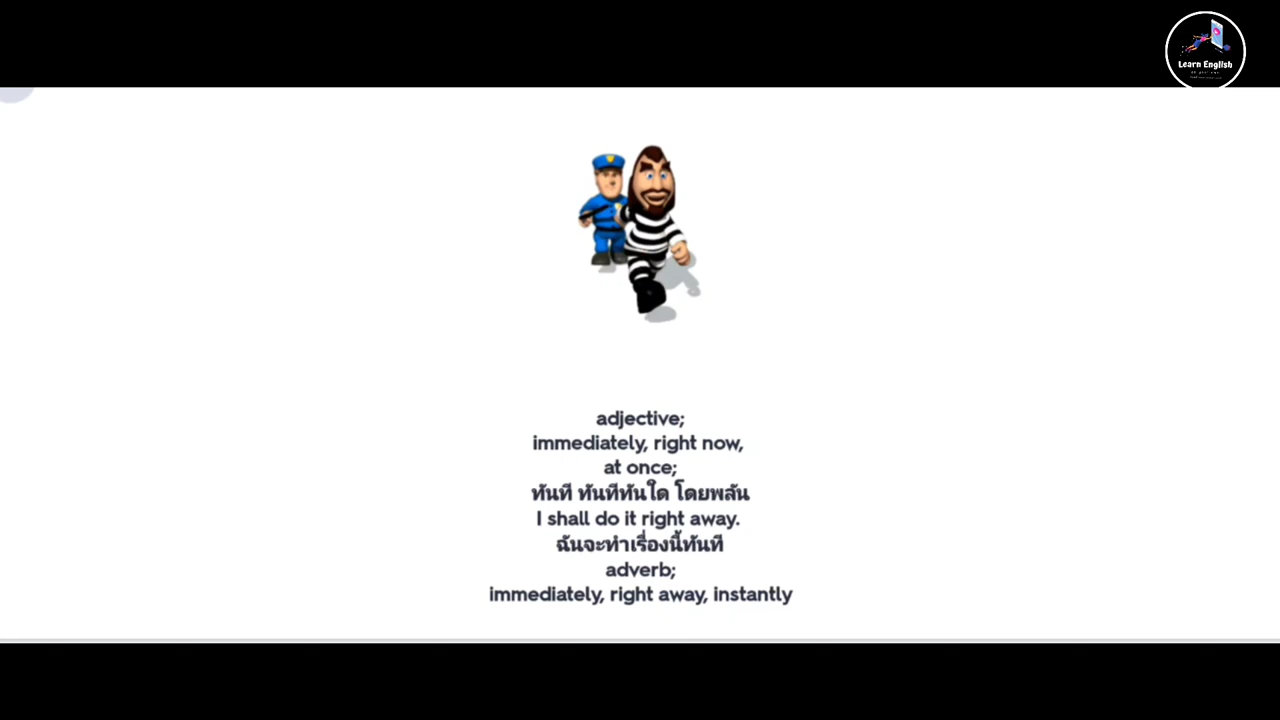 Learn English
adjective;
immediately, right now,
at once;
ทันที ทันทีทันใด โดยพลัน
I shall do it right away.
ฉันจะทำเรื่องนี้ทันที
adverb;
immediately, right away, instantly